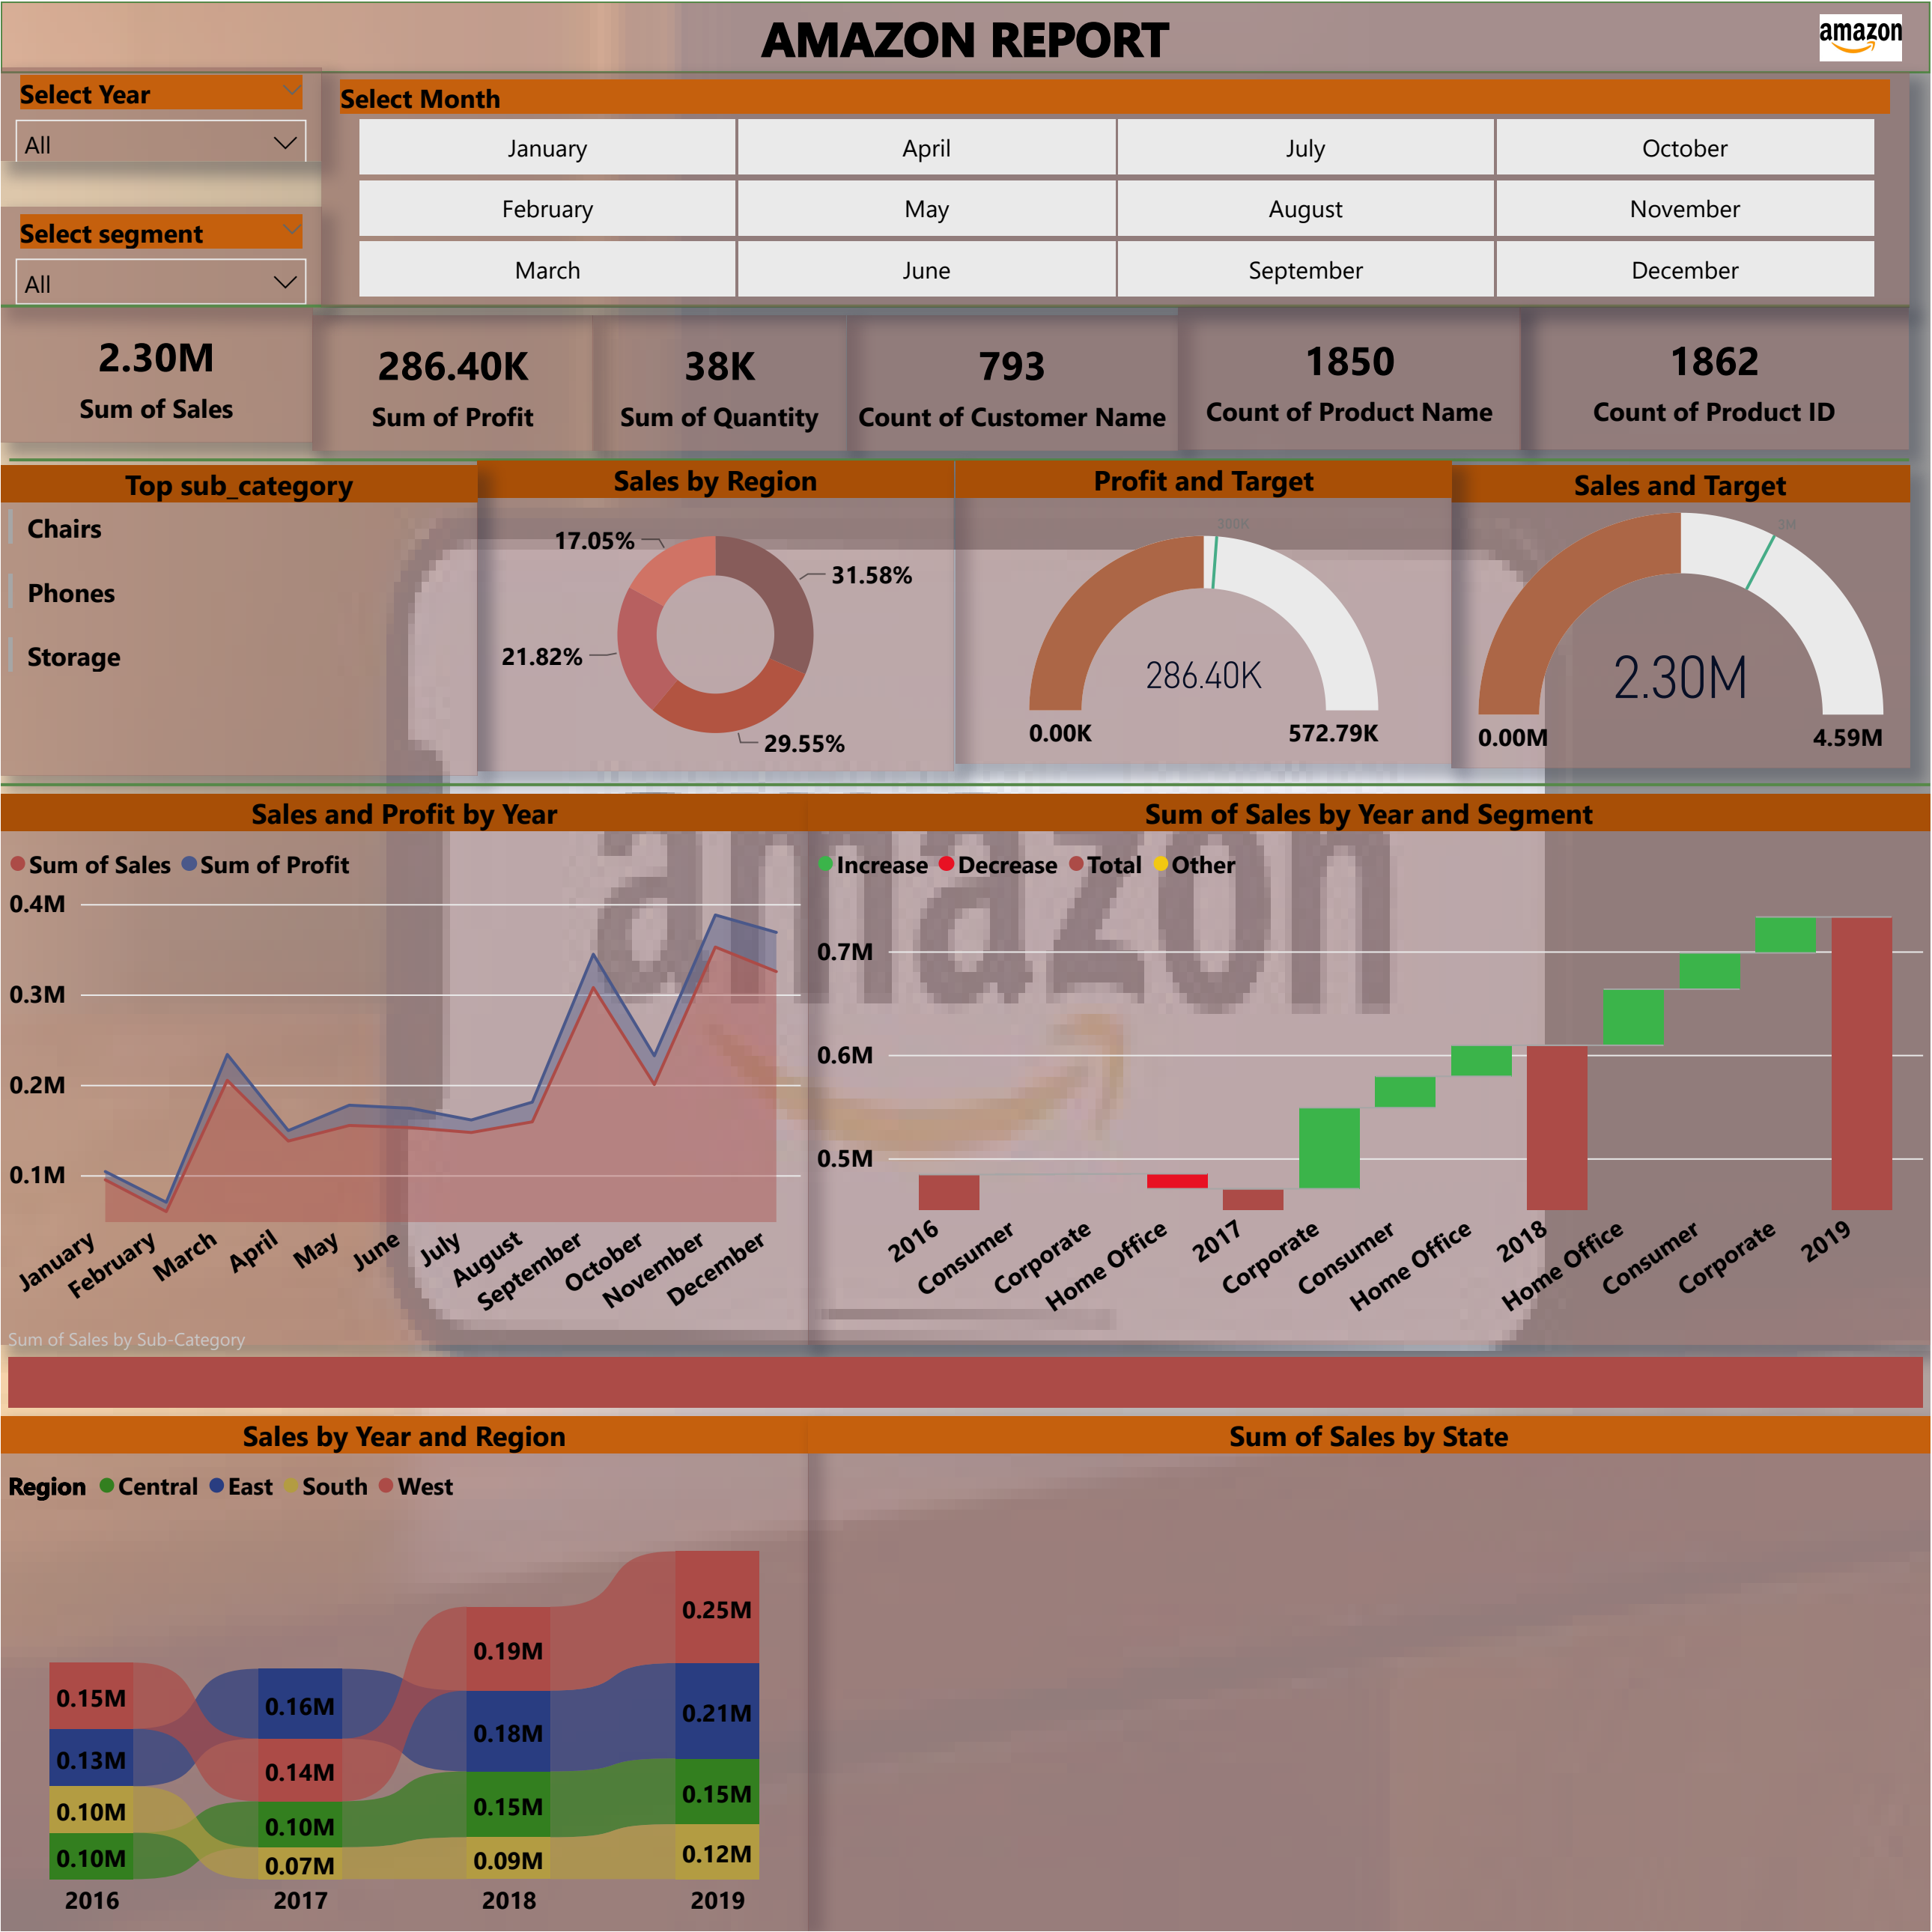 AMAZON REPORT
amazon
Select Year
All
Select Month
January
April
July
October
February
May
August
November
March
June
September
December
Select segment
All
2.30M
Sum of Sales
286.40K
Sum of Profit
38K
Sum of Quantity
793
Count of Customer Name
1850
Count of Product Name
1862
Count of Product ID
Top sub_category
Chairs
Phones
Storage
Sales by Region
17.05%
31.58%
21.82%
29.55%
Profit and Target
300K
286.40K
0.00K
572.79K
Sales and Target
3M
2.30M
0.00M
4.59M
Sales and Profit by Year
Sum of Sales
Sum of Profit
0.4M
0.3M
0.2M
0.1M
January
February
March
April
May
June
July
August
September
October
November
December
amazon
Sum of Sales by Year and Segment
Increase
Decrease
Total
Other
0.7M
0.6M
0.5M
2016
Consumer
Corporate
Home Office
2017
Corporate
Consumer
Home Office
2018
Home Office
Consumer
Corporate
2019
Sum of Sales by Sub-Category
Sales by Year and Region
Region
Central
East
South
West
0.15M
0.13M
0.10M
0.10M
0.16M
0.14M
0.10M
0.07M
0.19M
0.18M
0.15M
0.09M
0.25M
0.21M
0.15M
0.12M
2016
2017
2018
2019
Sum of Sales by State